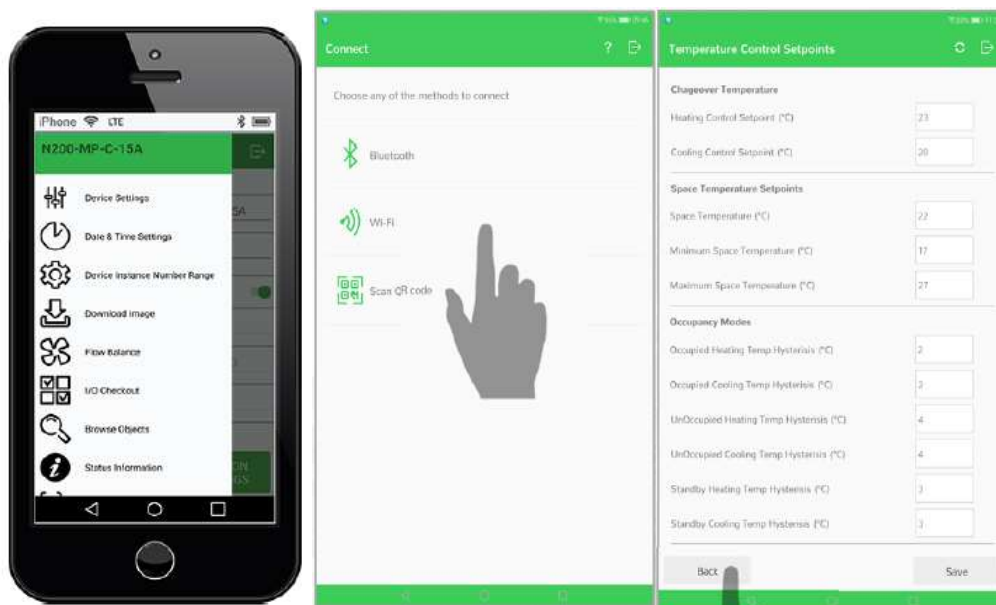 iPhone LTE
N200-MP-C-15A
Device Settings
Date & Time Settings
Device Instance Number Range
Download Image
Flow Balance
I/O Checkout
Browse Objects
Status Information
5A
ON
GS
Connect ?
Choose any of the methods to connect
Bluetooth
Wi-Fi
Scan QR code
Temperature Control Setpoints
Chageover Temperature
Heating Control Setpoint (°C) 23
Cooling Control Setpoint (°C) 20
Space Temperature Setpoints
Space Temperature (°C) 22
Minimum Space Temperature (°C) 17
Maximum Space Temperature (°C) 27
Occupancy Modes
Occupied Heating Temp Hysterisis (°C) 2
Occupied Cooling Temp Hysterisis (°C) 2
UnOccupied Heating Temp Hysterisis (°C) 4
UnOccupied Cooling Temp Hysterisis (°C) 4
Standby Heating Temp Hysterisis (°C) 3
Standby Cooling Temp Hysterisis (°C) 3
Back Save